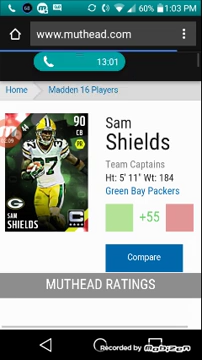 60% 1:03 PM
www.muthead.com
13:01
Home Madden 16 Players
90
CB
SAM
SHIELDS
Sam
Shields
Team Captains
Ht: 5' 11" Wt: 184
Green Bay Packers
+55
Compare
MUTHEAD RATINGS
Recorded by